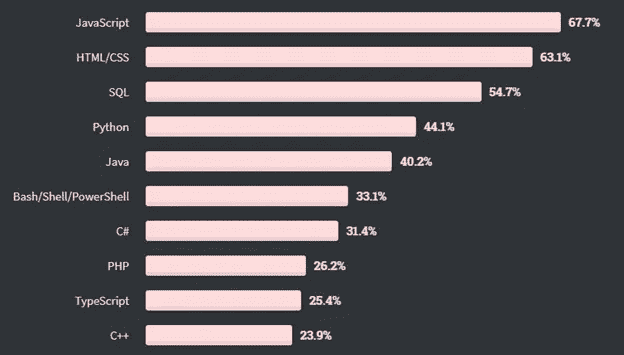 JavaScript 67.7%
HTML/CSS 63.1%
SQL 54.7%
Python 44.1%
Java 40.2%
Bash/Shell/PowerShell 33.1%
C# 31.4%
PHP 26.2%
TypeScript 25.4%
C++ 23.9%